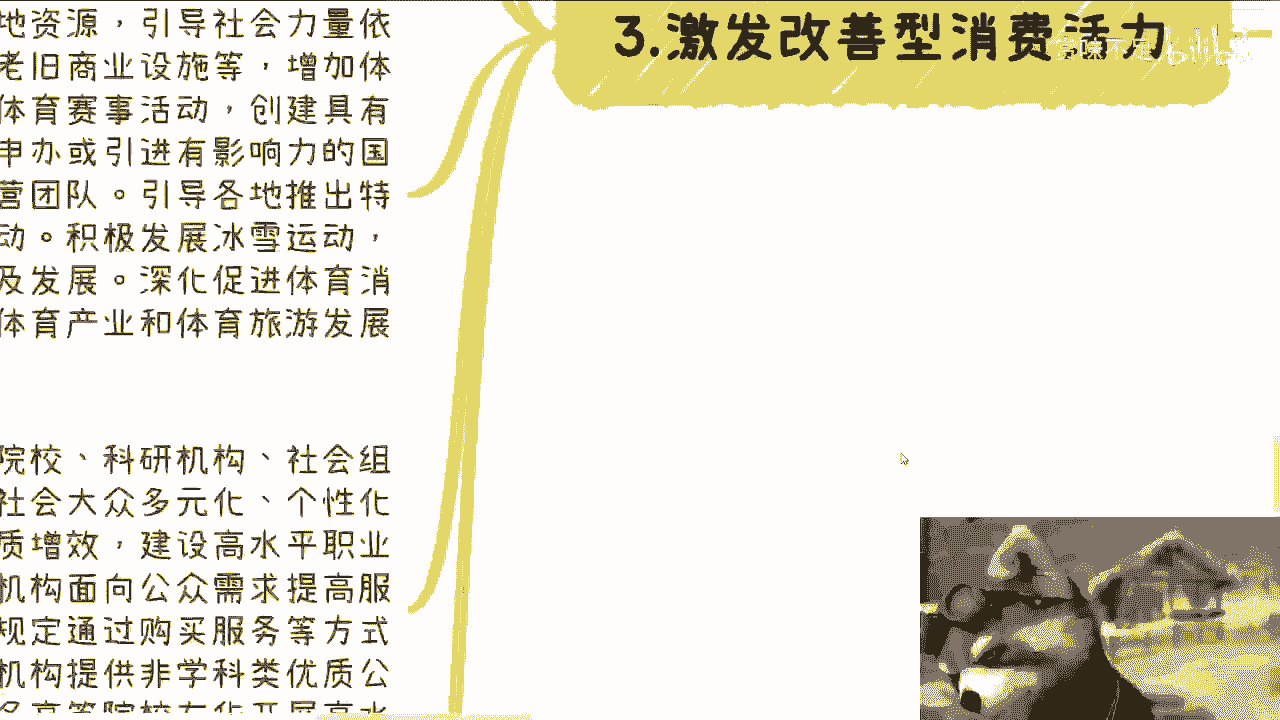 3.激发改善型消费活力
地资源，引导社会力量依
老旧商业设施等，增加体
体育赛事活动，创建具有
申办或引进有影响力的国
营团队。引导各地推出特
动。积极发展冰雪运动，
及发展。深化促进体育消
体育产业和体育旅游发展
院校、科研机构、社会组
社会大众多元化、个性化
质增效，建设高水平职业
机构面向公众需求提高服
规定通过购买服务等方式
机构提供非学科类优质公